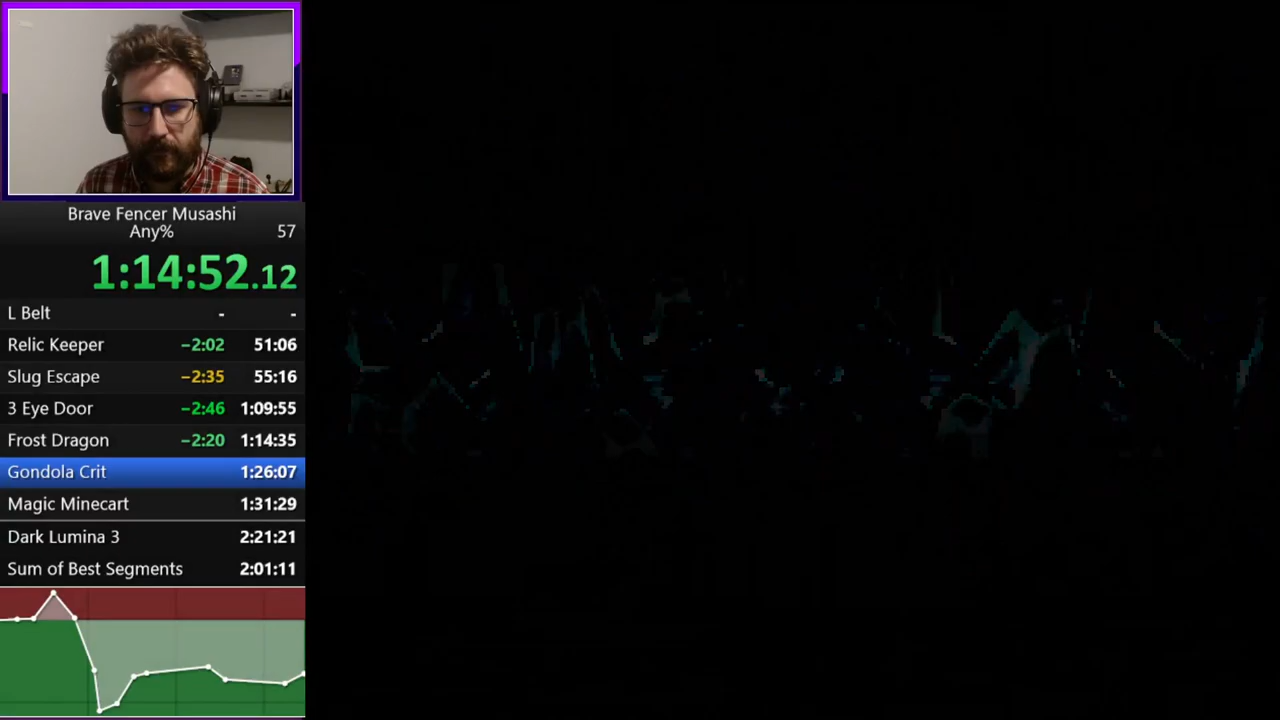 Brave Fencer Musashi
Any% 57
1:14:52.12
L Belt - -
Relic Keeper −2:02 51:06
Slug Escape −2:35 55:16
3 Eye Door −2:46 1:09:55
Frost Dragon −2:20 1:14:35
Gondola Crit 1:26:07
Magic Minecart 1:31:29
Dark Lumina 3 2:21:21
Sum of Best Segments 2:01:11